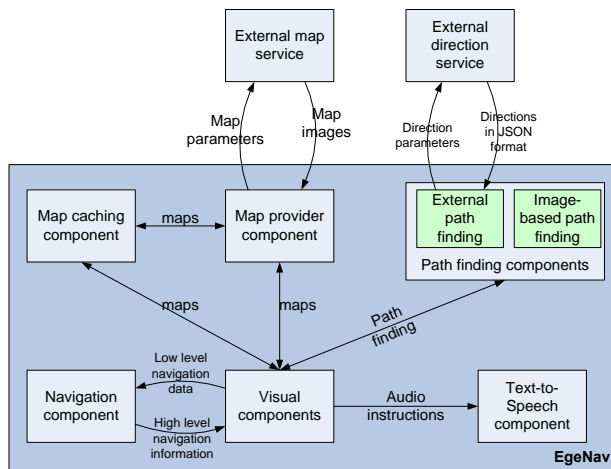 External map
service
External
direction
service
Map
parameters
Map
images
Direction
parameters
Directions
in JSON
format
Map caching
component
maps
Map provider
component
External
path
finding
Image-
based path
finding
Path finding components
maps
maps
Path
finding
Low level
navigation
data
Navigation
component
High level
navigation
information
Visual
components
Audio
instructions
Text-to-
Speech
component
EgeNav